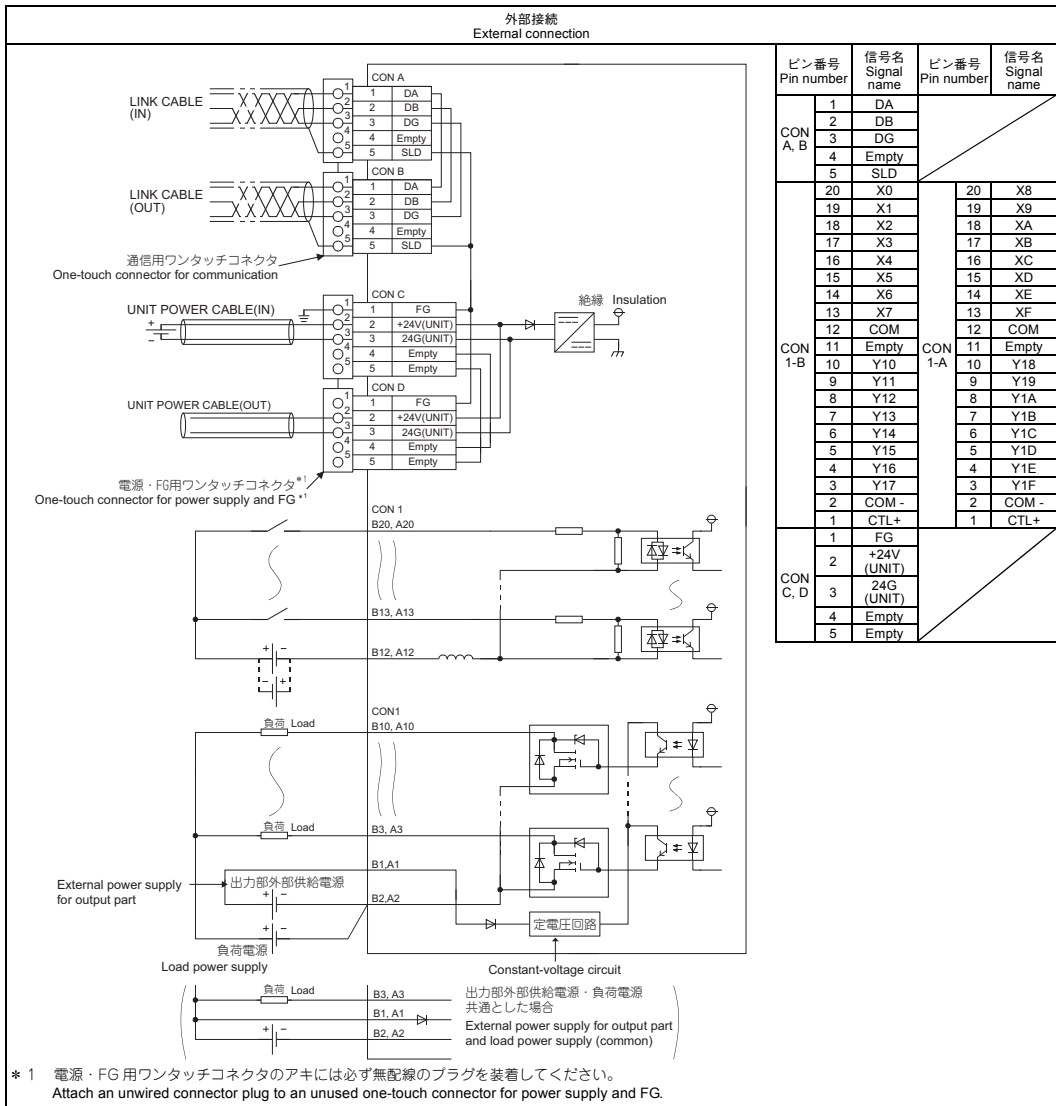 外部接続
External connection
CON A
LINK CABLE
(IN)
1
2
3
4
5
1 DA
2 DB
3 DG
4 Empty
5 SLD
CON B
LINK CABLE
(OUT)
1
2
3
4
5
1 DA
2 DB
3 DG
4 Empty
5 SLD
通信用ワンタッチコネクタ
One-touch connector for communication
CON C
UNIT POWER CABLE(IN)
+
-
1
2
3
4
5
1 FG
2 +24V(UNIT)
3 24G(UNIT)
4 Empty
5 Empty
絶縁 Insulation
CON D
UNIT POWER CABLE(OUT)
1
2
3
4
5
1 FG
2 +24V(UNIT)
3 24G(UNIT)
4 Empty
5 Empty
電源・FG用ワンタッチコネクタ*1
One-touch connector for power supply and FG *1
CON 1
B20, A20
B13, A13
B12, A12
+ -
- +
CON1
負荷 Load
B10, A10
負荷 Load
B3, A3
B1,A1
External power supply
for output part
出力部外部供給電源
+ -
B2,A2
+ -
負荷電源
Load power supply
定電圧回路
Constant-voltage circuit
負荷 Load
B3, A3
B1, A1
+ -
B2, A2
出力部外部供給電源・負荷電源
共通とした場合
External power supply for output part
and load power supply (common)
ピン番号
Pin number
信号名
Signal
name
ピン番号
Pin number
信号名
Signal
name
CON
A, B
1 DA
2 DB
3 DG
4 Empty
5 SLD
CON
1-B
CON
1-A
20 X0 20 X8
19 X1 19 X9
18 X2 18 XA
17 X3 17 XB
16 X4 16 XC
15 X5 15 XD
14 X6 14 XE
13 X7 13 XF
12 COM 12 COM
11 Empty 11 Empty
10 Y10 10 Y18
9 Y11 9 Y19
8 Y12 8 Y1A
7 Y13 7 Y1B
6 Y14 6 Y1C
5 Y15 5 Y1D
4 Y16 4 Y1E
3 Y17 3 Y1F
2 COM - 2 COM -
1 CTL+ 1 CTL+
CON
C, D
1 FG
2 +24V
(UNIT)
3 24G
(UNIT)
4 Empty
5 Empty
＊1 電源・FG 用ワンタッチコネクタのアキには必ず無配線のプラグを装着してください。
Attach an unwired connector plug to an unused one-touch connector for power supply and FG.